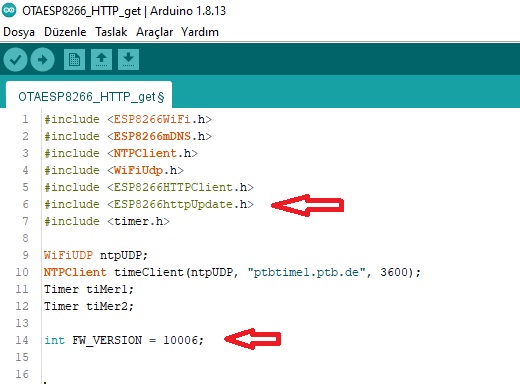 OTAESP8266_HTTP_get | Arduino 1.8.13
Dosya Düzenle Taslak Araçlar Yardım
OTAESP8266_HTTP_get §
1 #include <ESP8266WiFi.h>
2 #include <ESP8266mDNS.h>
3 #include <NTPClient.h>
4 #include <WiFiUdp.h>
5 #include <ESP8266HTTPClient.h>
6 #include <ESP8266httpUpdate.h>
7 #include <timer.h>
8
9 WiFiUDP ntpUDP;
10 NTPClient timeClient(ntpUDP, "ptbtime1.ptb.de", 3600);
11 Timer tiMer1;
12 Timer tiMer2;
13
14 int FW_VERSION = 10006;
15
16